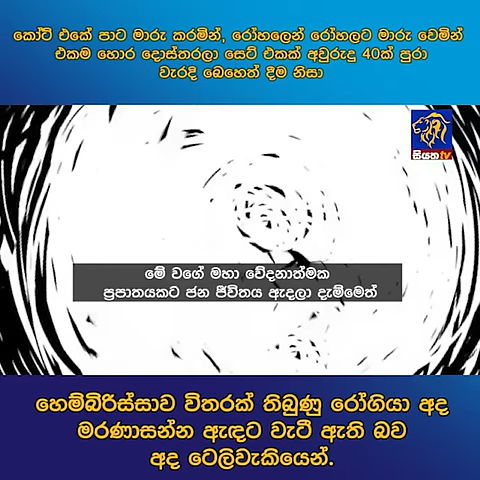 කෝට් එකේ පාට මාරු කරමින්, රෝහලෙන් රෝහලට මාරු වෙමින්
එකම හොර දොස්තරලා සෙට් එකක් අවුරුදු 40ක් පුරා
වැරදි බෙහෙත් දීම නිසා
සියත tv
මේ වගේ මහා වේදනාත්මක
ප්‍රපාතයකට ජන ජීවිතය ඇදලා දැම්මෙත්
හෙම්බිරිස්සාව විතරක් තිබුණු රෝගියා අද
මරණාසන්න ඇඳට වැටී ඇති බව
අද ටෙලිවැකියෙන්.